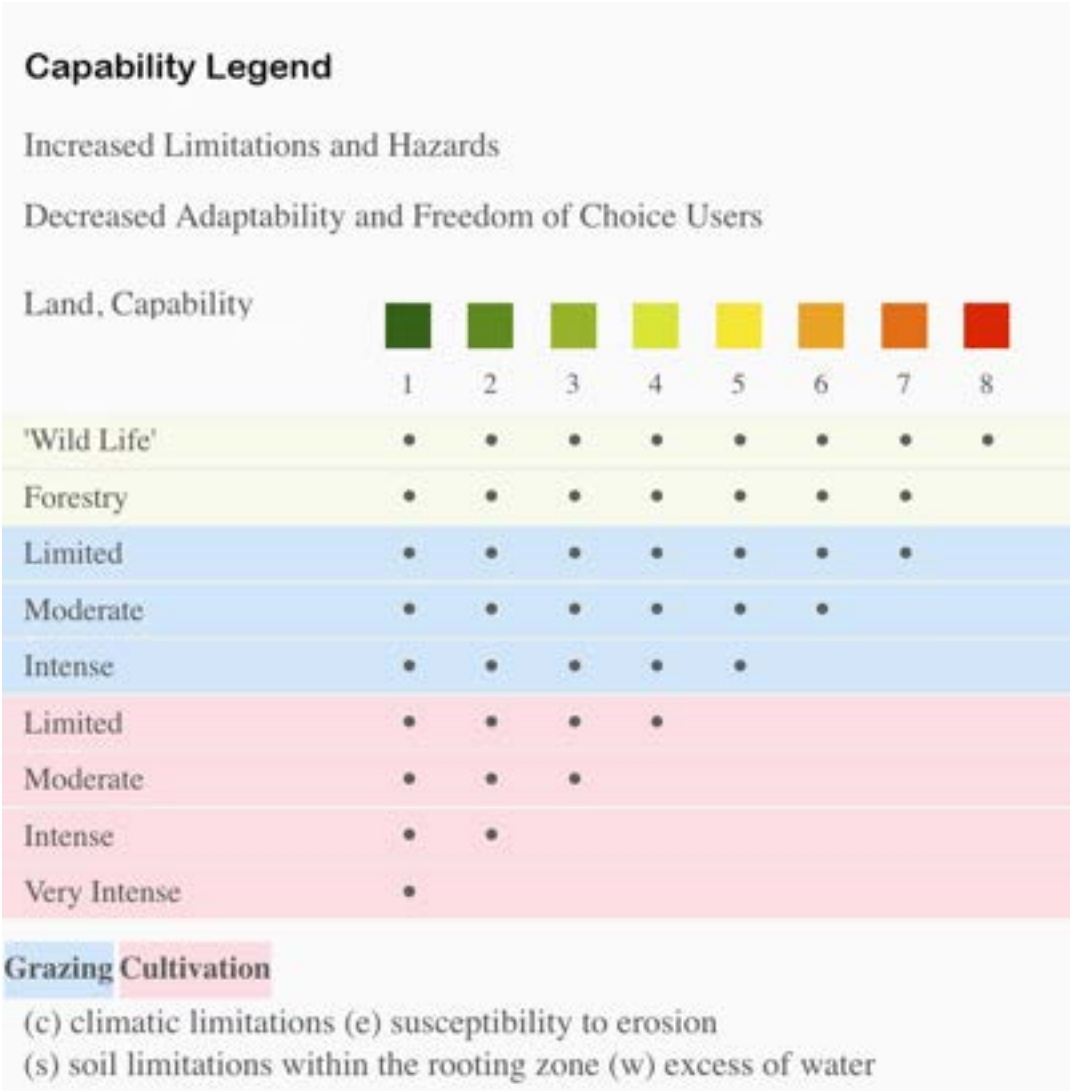 Capability Legend
Increased Limitations and Hazards
Decreased Adaptability and Freedom of Choice Users
Land, Capability
1 2 3 4 5 6 7 8
'Wild Life' • • • • • • • •
Forestry • • • • • • •
Limited • • • • • • •
Moderate • • • • • •
Intense • • • • •
Limited • • • •
Moderate • • •
Intense • •
Very Intense •
Grazing Cultivation
(c) climatic limitations (e) susceptibility to erosion
(s) soil limitations within the rooting zone (w) excess of water